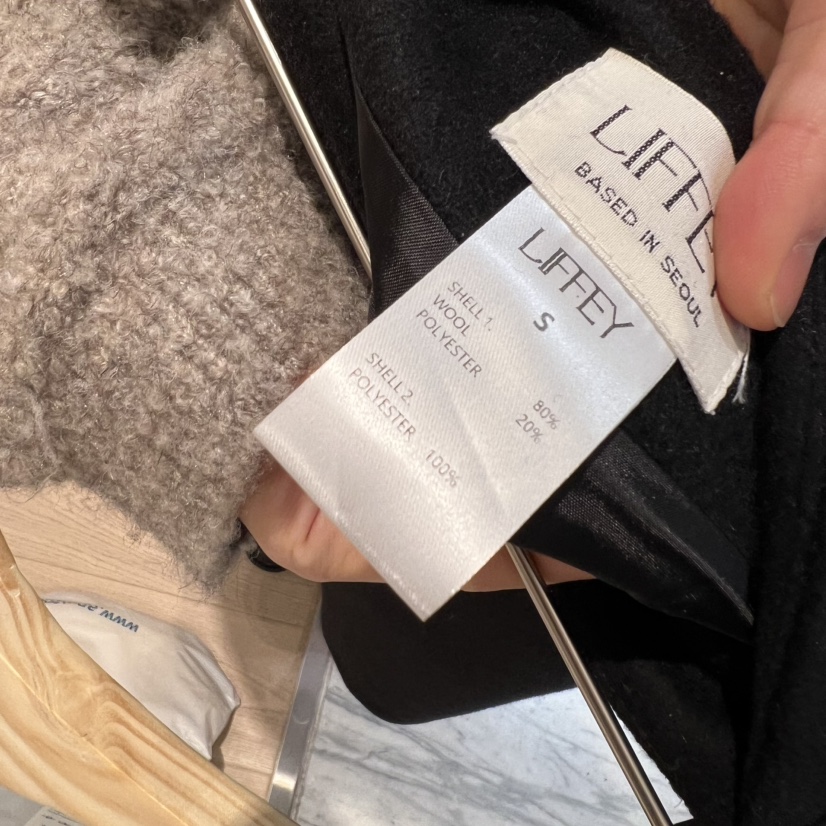 LIFFEY
BASED IN SEOUL
LIFFEY
S
SHELL 1.
WOOL 80%
POLYESTER 20%
SHELL 2
POLYESTER 100%